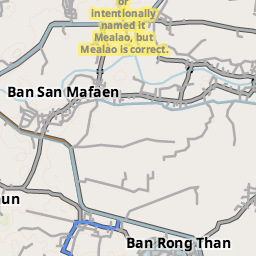 or
intentionally
named it
Mealao, but
Mealao is correct.
Ban San Mafaen
un
Ban Rong Than